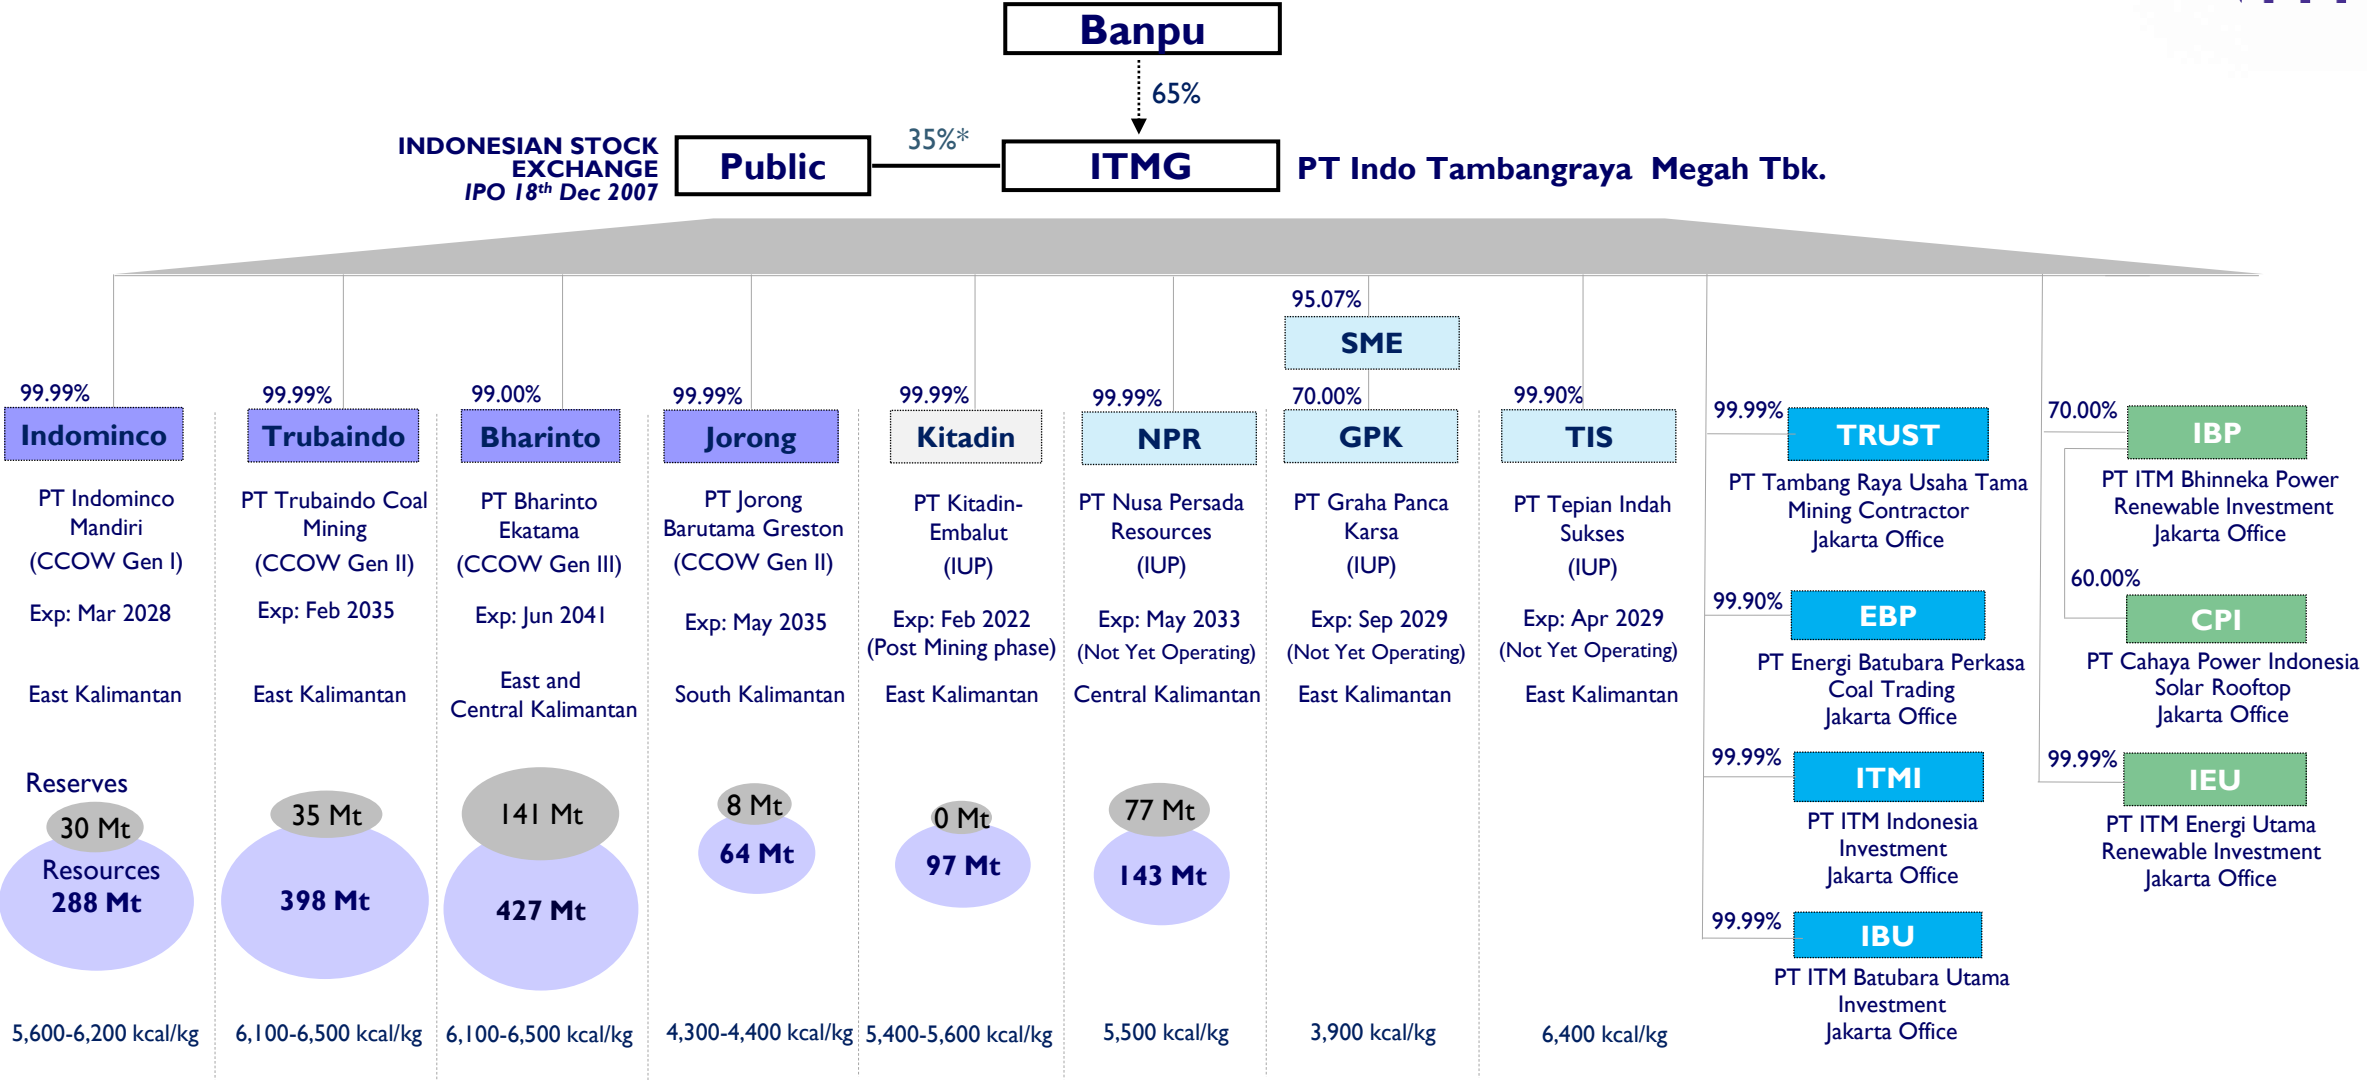 Banpu
65%
INDONESIAN STOCK
EXCHANGE
IPO 18th Dec 2007
Public
35%*
ITMG
PT Indo Tambangraya Megah Tbk.
99.99%
Indominco
PT Indominco
Mandiri
(CCOW Gen I)
Exp: Mar 2028
East Kalimantan
Reserves
30 Mt
Resources
288 Mt
5,600-6,200 kcal/kg
99.99%
Trubaindo
PT Trubaindo Coal
Mining
(CCOW Gen II)
Exp: Feb 2035
East Kalimantan
35 Mt
398 Mt
6,100-6,500 kcal/kg
99.00%
Bharinto
PT Bharinto
Ekatama
(CCOW Gen III)
Exp: Jun 2041
East and
Central Kalimantan
141 Mt
427 Mt
6,100-6,500 kcal/kg
99.99%
Jorong
PT Jorong
Barutama Greston
(CCOW Gen II)
Exp: May 2035
South Kalimantan
8 Mt
64 Mt
4,300-4,400 kcal/kg
99.99%
Kitadin
PT Kitadin-
Embalut
(IUP)
Exp: Feb 2022
(Post Mining phase)
East Kalimantan
0 Mt
97 Mt
5,400-5,600 kcal/kg
99.99%
NPR
PT Nusa Persada
Resources
(IUP)
Exp: May 2033
(Not Yet Operating)
Central Kalimantan
77 Mt
143 Mt
5,500 kcal/kg
95.07%
SME
70.00%
GPK
PT Graha Panca
Karsa
(IUP)
Exp: Sep 2029
(Not Yet Operating)
East Kalimantan
3,900 kcal/kg
99.90%
TIS
PT Tepian Indah
Sukses
(IUP)
Exp: Apr 2029
(Not Yet Operating)
East Kalimantan
6,400 kcal/kg
99.99%
TRUST
PT Tambang Raya Usaha Tama
Mining Contractor
Jakarta Office
99.90%
EBP
PT Energi Batubara Perkasa
Coal Trading
Jakarta Office
99.99%
ITMI
PT ITM Indonesia
Investment
Jakarta Office
99.99%
IBU
PT ITM Batubara Utama
Investment
Jakarta Office
70.00%
IBP
PT ITM Bhinneka Power
Renewable Investment
Jakarta Office
60.00%
CPI
PT Cahaya Power Indonesia
Solar Rooftop
Jakarta Office
99.99%
IEU
PT ITM Energi Utama
Renewable Investment
Jakarta Office